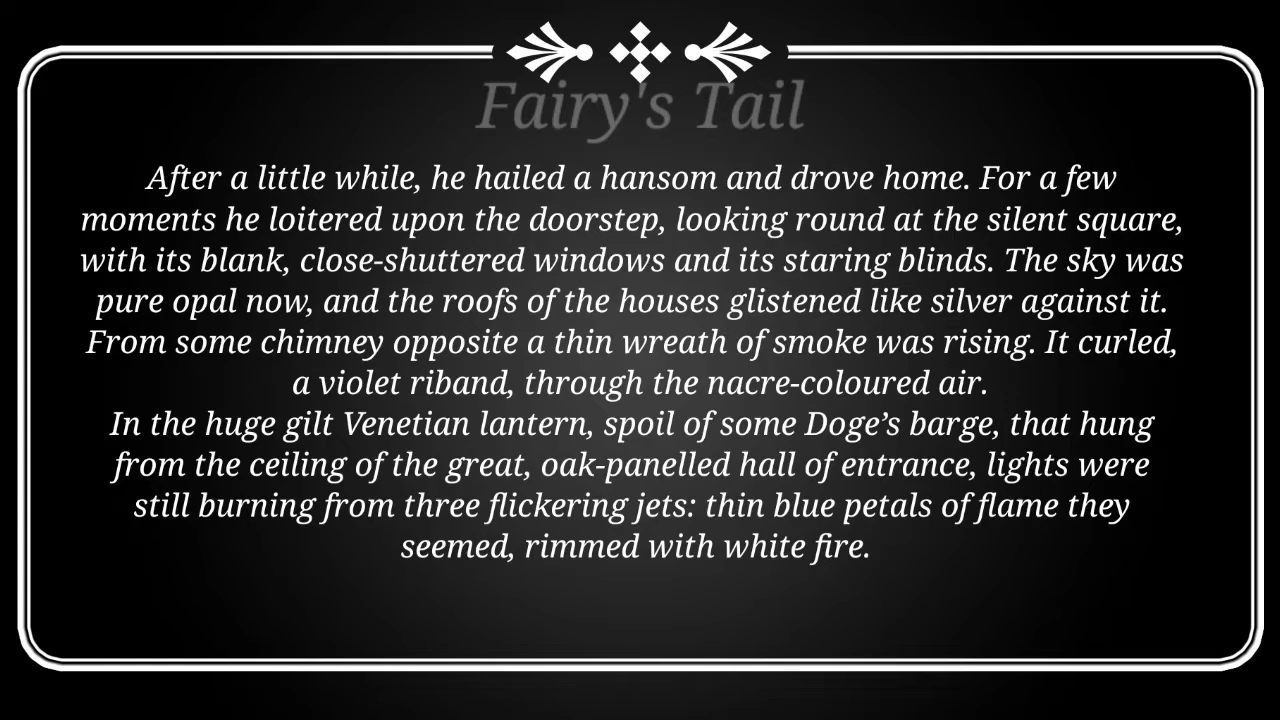 Fairy's Tail
After a little while, he hailed a hansom and drove home. For a few
moments he loitered upon the doorstep, looking round at the silent square,
with its blank, close-shuttered windows and its staring blinds. The sky was
pure opal now, and the roofs of the houses glistened like silver against it.
From some chimney opposite a thin wreath of smoke was rising. It curled,
a violet riband, through the nacre-coloured air.
In the huge gilt Venetian lantern, spoil of some Doge’s barge, that hung
from the ceiling of the great, oak-panelled hall of entrance, lights were
still burning from three flickering jets: thin blue petals of flame they
seemed, rimmed with white fire.